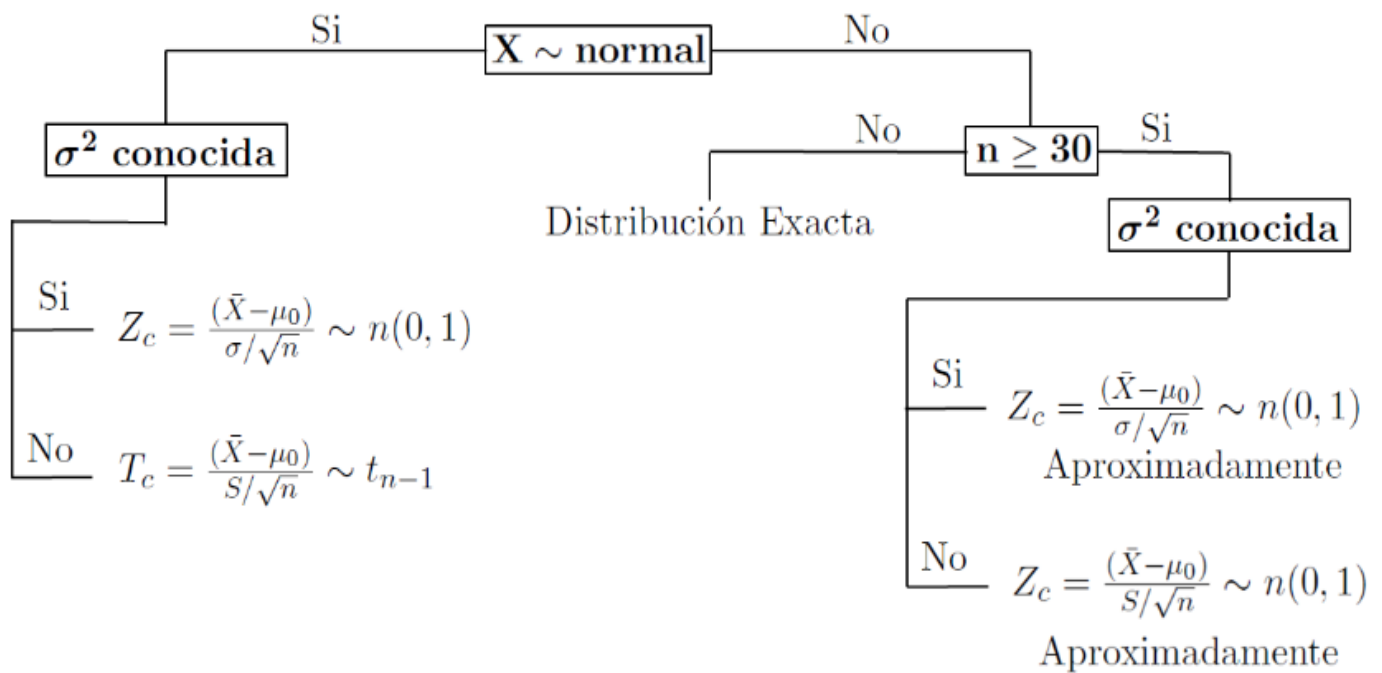 Si
X ∼ normal
No
σ² conocida
No
n ≥ 30
Si
Distribución Exacta
σ² conocida
Si
Z_c = (X̄−μ₀)/(σ/√n) ∼ n(0, 1)
No
T_c = (X̄−μ₀)/(S/√n) ∼ t_{n−1}
Si
Z_c = (X̄−μ₀)/(σ/√n) ∼ n(0, 1)
Aproximadamente
No
Z_c = (X̄−μ₀)/(S/√n) ∼ n(0, 1)
Aproximadamente